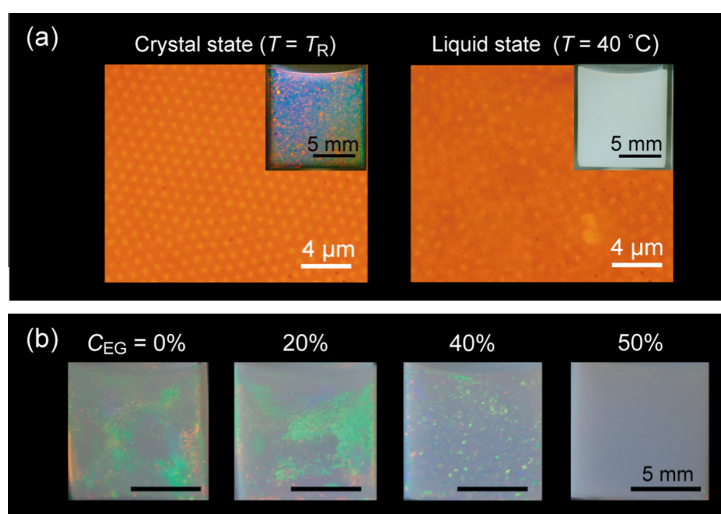 (a)
Crystal state (T = TR)
Liquid state (T = 40 °C)
5 mm
5 mm
4 μm
4 μm
(b)
CEG = 0%
20%
40%
50%
5 mm